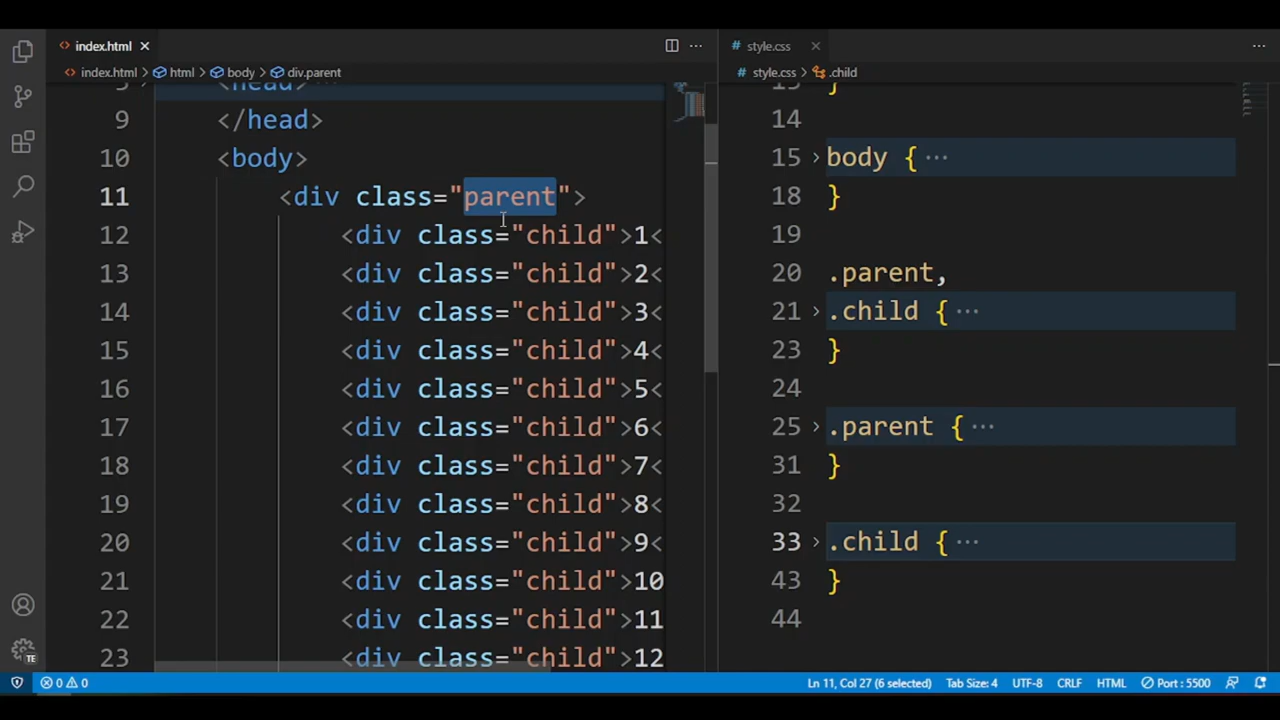 index.html
style.css
index.html > html > body > div.parent
style.css > .child
<head>
9 </head>
10 <body>
11 <div class="parent">
12 <div class="child">1<
13 <div class="child">2<
14 <div class="child">3<
15 <div class="child">4<
16 <div class="child">5<
17 <div class="child">6<
18 <div class="child">7<
19 <div class="child">8<
20 <div class="child">9<
21 <div class="child">10
22 <div class="child">11
23 <div class="child">12
}
14
15 body { ···
18 }
19
20 .parent,
21 .child { ···
23 }
24
25 .parent { ···
31 }
32
33 .child { ···
43 }
44
TE
0 0
Ln 11, Col 27 (6 selected) Tab Size: 4 UTF-8 CRLF HTML Port : 5500